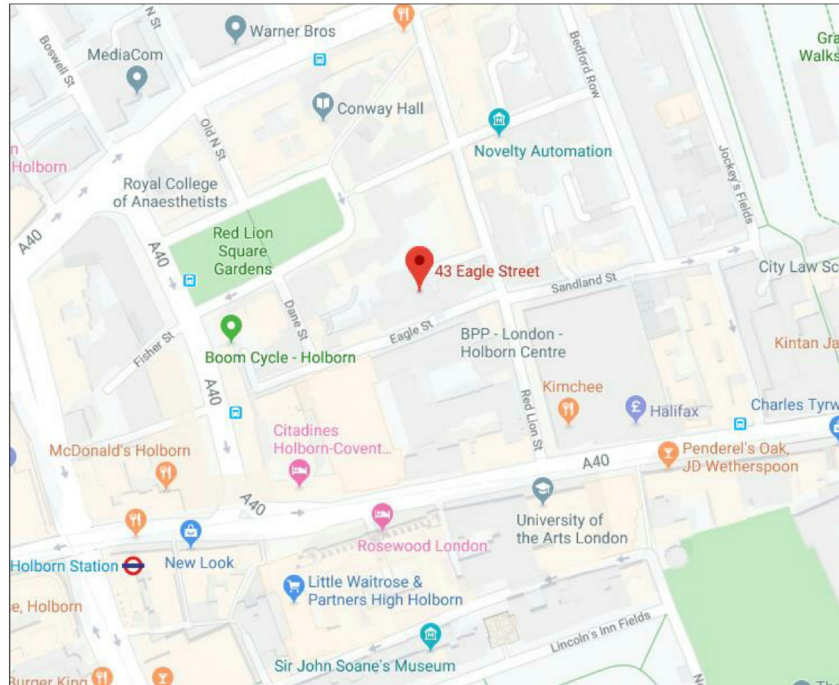 N St
Warner Bros
Boswell St
MediaCom
Gra
Walks
Bedford Row
Conway Hall
Old N St
Novelty Automation
n
Holborn
Royal College
of Anaesthetists
Jockey's Fields
A40
A40
Red Lion
Square
Gardens
43 Eagle Street
City Law Sc
Sandland St
Dane St
Eagle St
Fisher St
BPP - London -
Holborn Centre
Boom Cycle - Holborn
Kintan Ja
A40
Kimchee
Red Lion St
Halifax
Charles Tyrw
Citadines
Holborn-Covent...
McDonald's Holborn
Penderel's Oak,
JD Wetherspoon
A40
A40
University of
the Arts London
Rosewood London
Holborn Station
New Look
Little Waitrose &
Partners High Holborn
e, Holborn
Lincoln's Inn Fields
Sir John Soane's Museum
Burger King